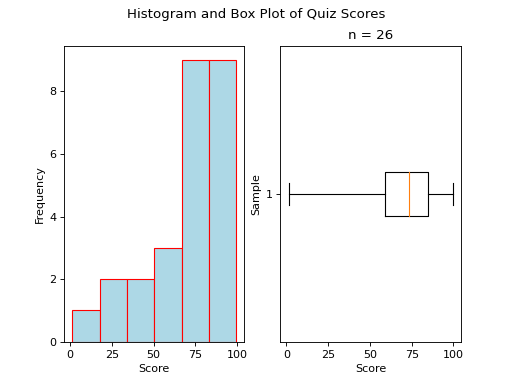 Histogram and Box Plot of Quiz Scores
Frequency
8
6
4
2
0
0 25 50 75 100
Score
n = 26
Sample
1
0 25 50 75 100
Score